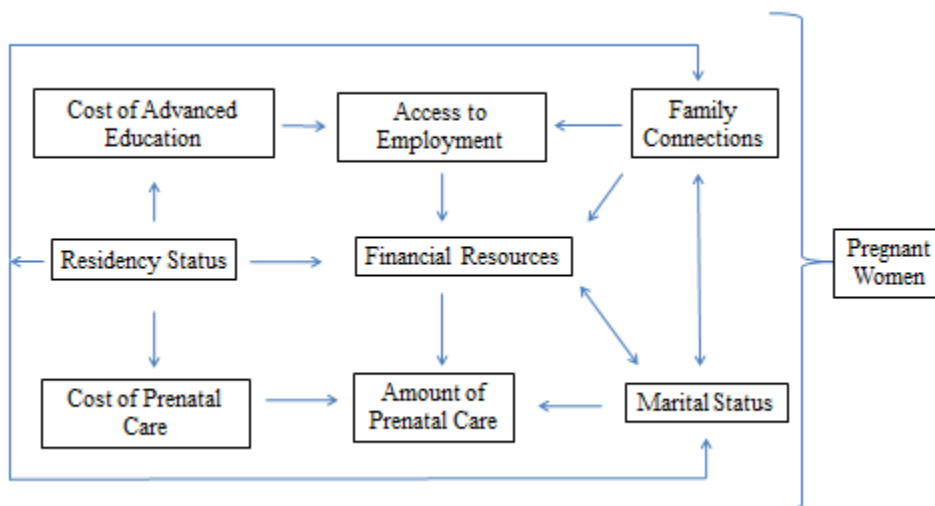 Cost of Advanced
Education
Access to
Employment
Family
Connections
Residency Status
Financial Resources
Pregnant
Women
Cost of Prenatal
Care
Amount of
Prenatal Care
Marital Status